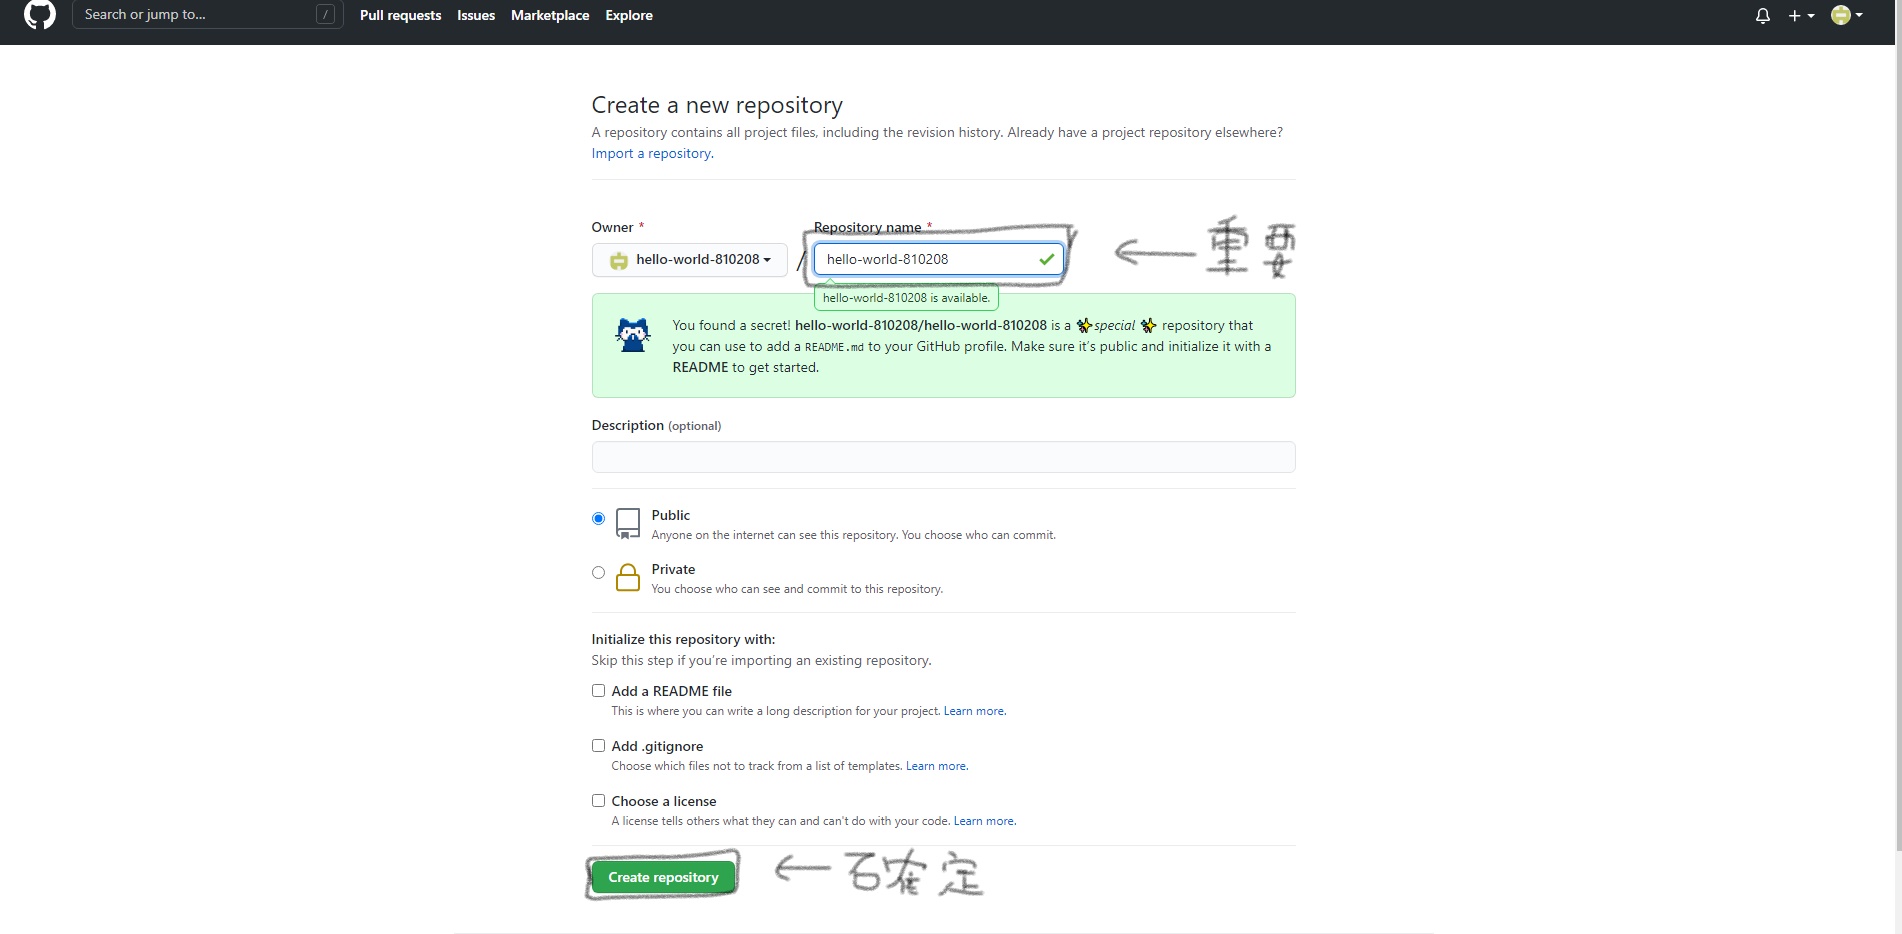 Search or jump to... /
Pull requests Issues Marketplace Explore
Create a new repository
A repository contains all project files, including the revision history. Already have a project repository elsewhere?
Import a repository.
Owner * Repository name *
hello-world-810208 / hello-world-810208 ← 重要
hello-world-810208 is available.
You found a secret! hello-world-810208/hello-world-810208 is a ✨special ✨ repository that
you can use to add a README.md to your GitHub profile. Make sure it's public and initialize it with a
README to get started.
Description (optional)
Public
Anyone on the internet can see this repository. You choose who can commit.
Private
You choose who can see and commit to this repository.
Initialize this repository with:
Skip this step if you're importing an existing repository.
Add a README file
This is where you can write a long description for your project. Learn more.
Add .gitignore
Choose which files not to track from a list of templates. Learn more.
Choose a license
A license tells others what they can and can't do with your code. Learn more.
Create repository ← 確定